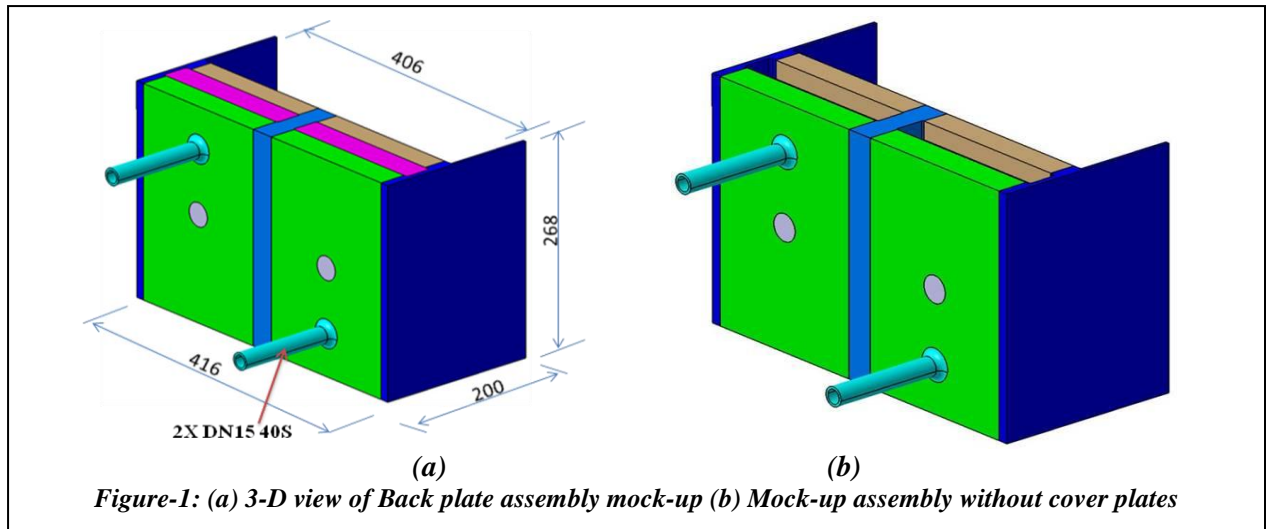 406
268
416
200
2X DN15 40S
(a) (b)
Figure-1: (a) 3-D view of Back plate assembly mock-up (b) Mock-up assembly without cover plates